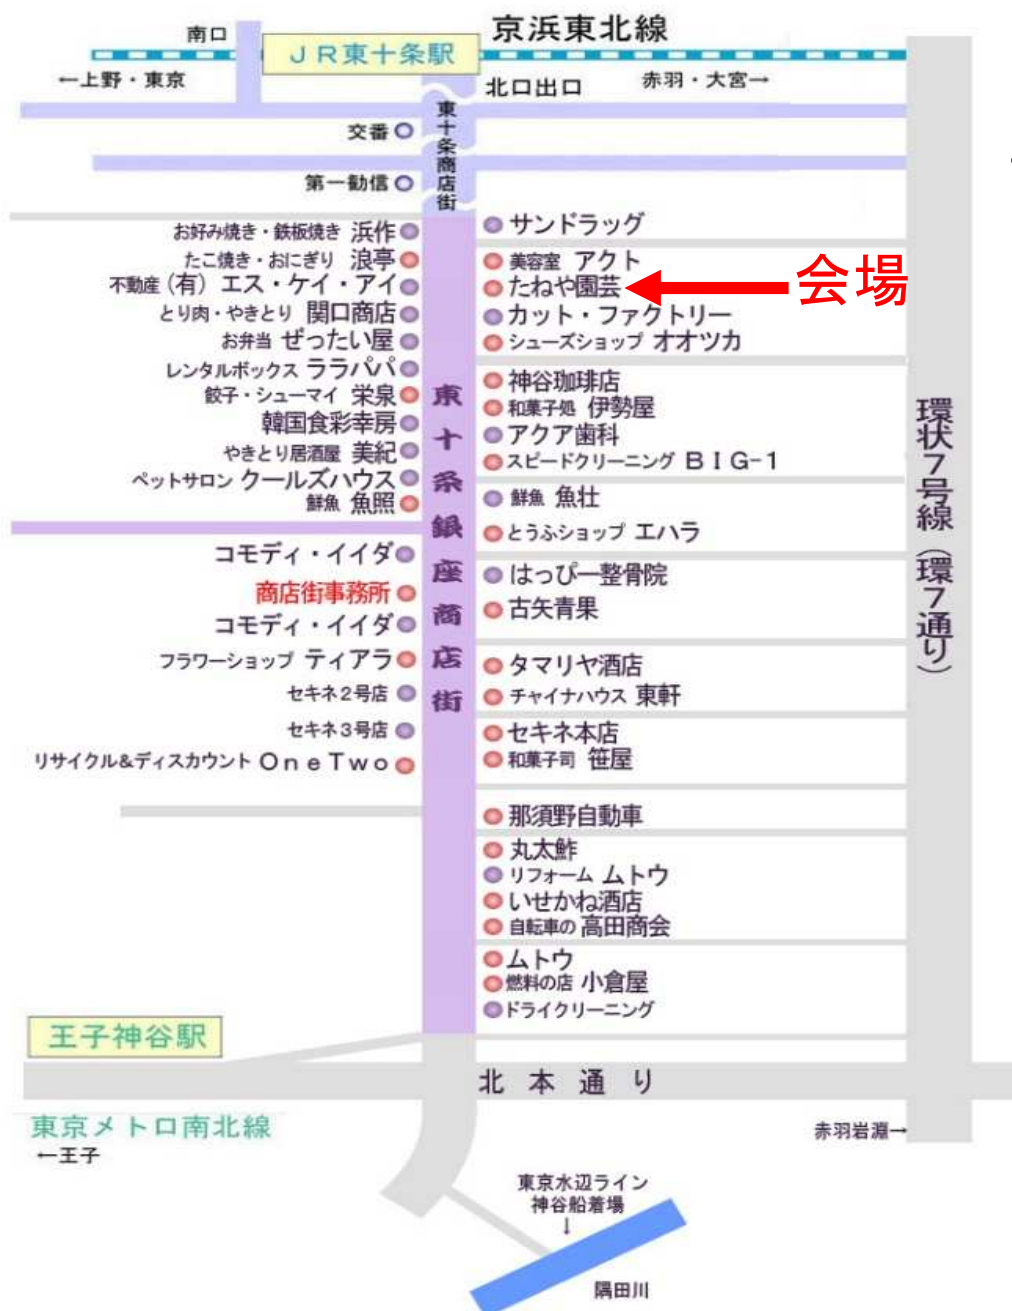 京浜東北線
南口
JR東十条駅
←上野・東京
北口出口
赤羽・大宮→
東十条商店街
交番
第一勧信
お好み焼き・鉄板焼き 浜作
たこ焼き・おにぎり 浪亭
不動産(有) エス・ケイ・アイ
とり肉・やきとり 関口商店
お弁当 ぜったい屋
レンタルボックス ララパパ
餃子・シューマイ 栄泉
韓国食彩幸房
やきとり居酒屋 美紀
ペットサロン クールズハウス
鮮魚 魚照
コモディ・イイダ
商店街事務所
コモディ・イイダ
フラワーショップ ティアラ
セキネ2号店
セキネ3号店
リサイクル&ディスカウント OneTwo
東十条銀座商店街
サンドラッグ
美容室 アクト
たねや園芸
会場
カット・ファクトリー
シューズショップ オオツカ
神谷珈琲店
和菓子処 伊勢屋
アクア歯科
スピードクリーニング BIG-1
鮮魚 魚壮
とうふショップ エハラ
はっぴー整骨院
古矢青果
タマリヤ酒店
チャイナハウス 東軒
セキネ本店
和菓子司 笹屋
那須野自動車
丸太鮓
リフォーム ムトウ
いせかね酒店
自転車の 高田商会
ムトウ
燃料の店 小倉屋
ドライクリーニング
環状7号線(環7通り)
王子神谷駅
北本通り
東京メトロ南北線
←王子
赤羽岩淵→
東京水辺ライン
神谷船着場
↓
隅田川